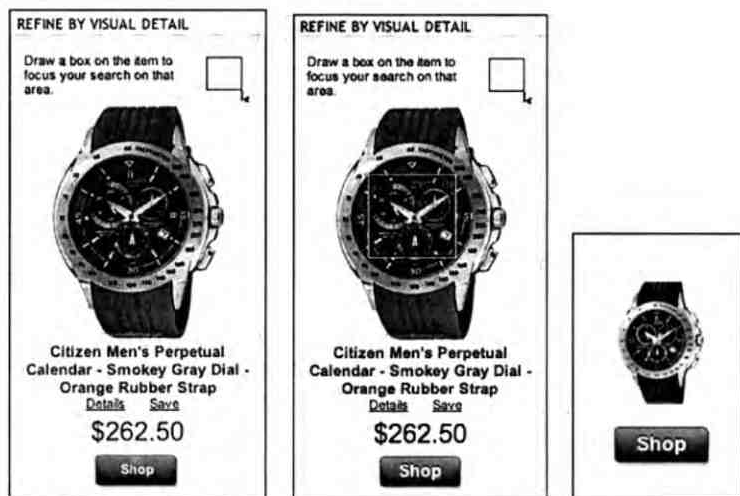 REFINE BY VISUAL DETAIL
Draw a box on the item to
focus your search on that
area.
Citizen Men's Perpetual
Calendar - Smokey Gray Dial -
Orange Rubber Strap
Details Save
$262.50
Shop
REFINE BY VISUAL DETAIL
Draw a box on the item to
focus your search on that
area.
Citizen Men's Perpetual
Calendar - Smokey Gray Dial -
Orange Rubber Strap
Details Save
$262.50
Shop
Shop